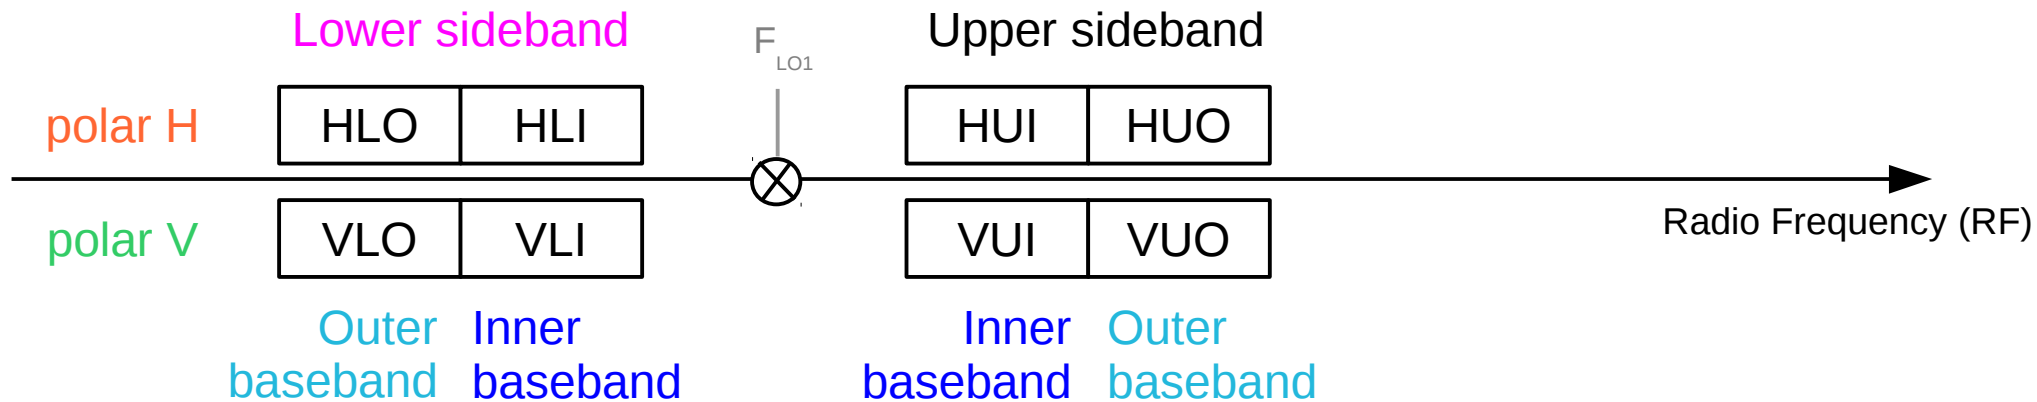 Lower sideband
F LO1
Upper sideband
polar H
HLO HLI
HUI HUO
polar V
VLO VLI
VUI VUO
Radio Frequency (RF)
Outer
baseband
Inner
baseband
Inner
baseband
Outer
baseband